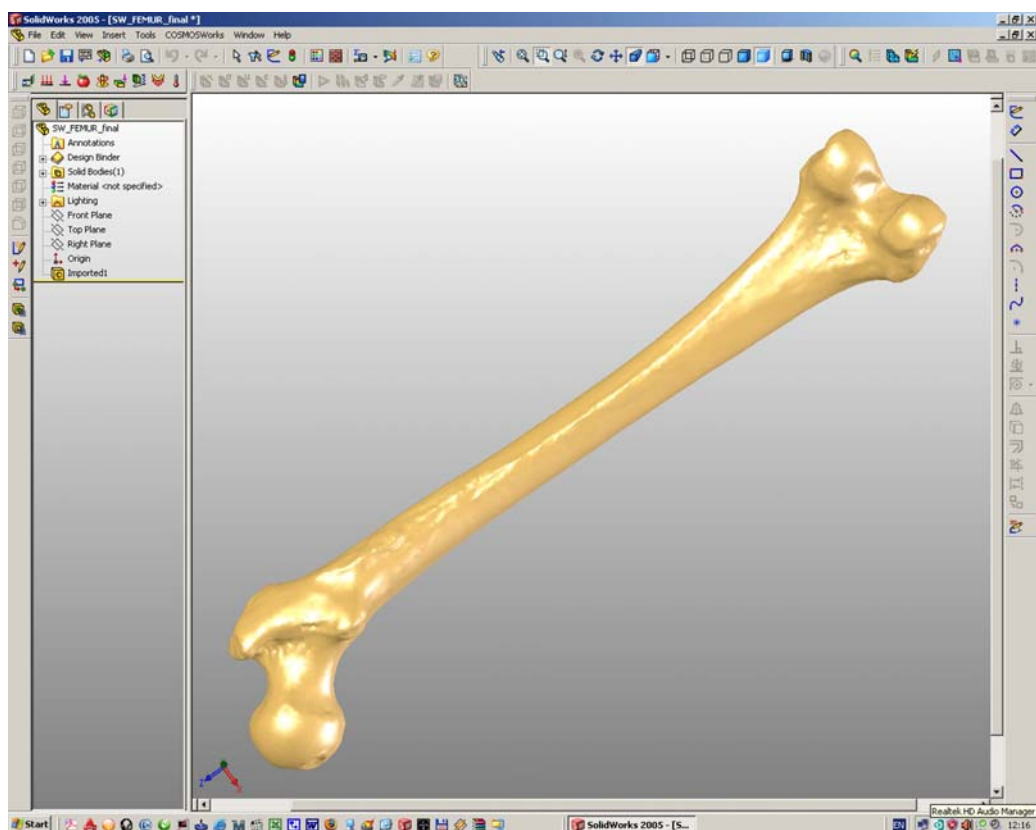 SolidWorks 2005 - [SW_FEMUR_final *]
File Edit View Insert Tools COSMOSWorks Window Help
SW_FEMUR_final
Annotations
Design Binder
Solid Bodies(1)
Material <not specified>
Lighting
Front Plane
Top Plane
Right Plane
Origin
Imported1
Z
X
Realtek HD Audio Manager
Start
SolidWorks 2005 - [S...
EN
12:16